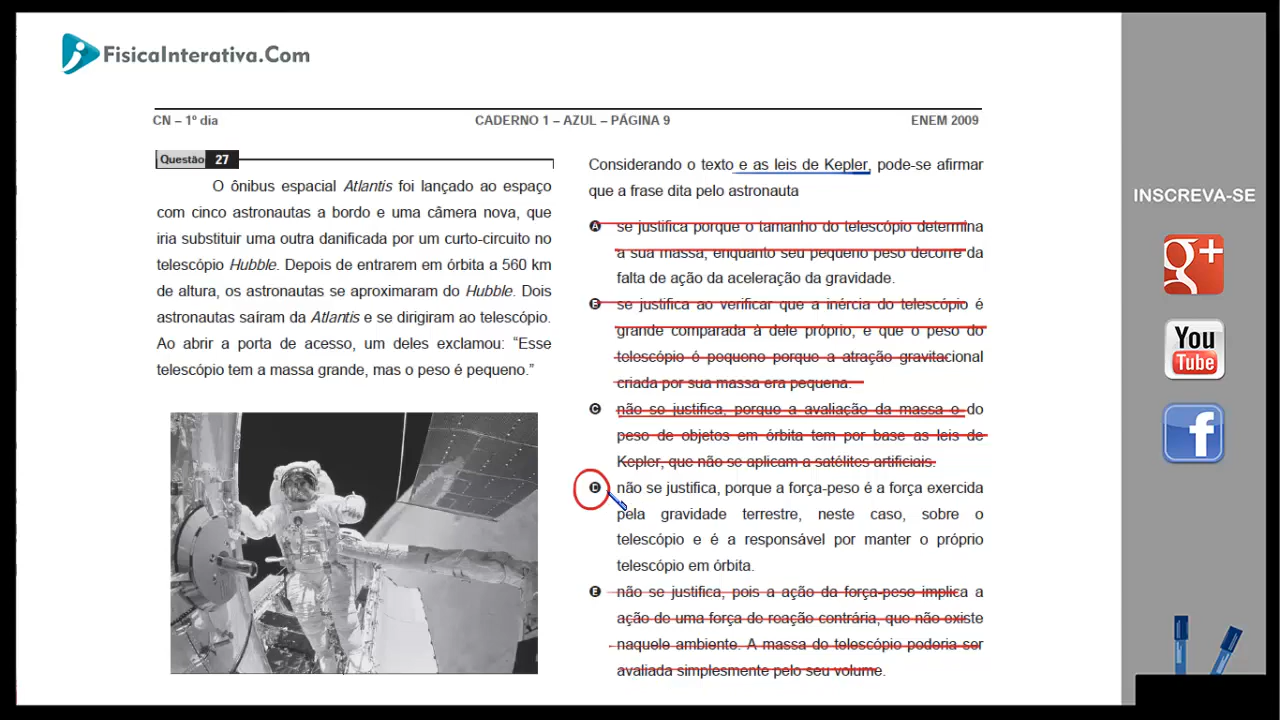 FisicaInterativa.Com
CN – 1º dia
CADERNO 1 – AZUL – PÁGINA 9
ENEM 2009
Questão 27
O ônibus espacial Atlantis foi lançado ao espaço
com cinco astronautas a bordo e uma câmera nova, que
iria substituir uma outra danificada por um curto-circuito no
telescópio Hubble. Depois de entrarem em órbita a 560 km
de altura, os astronautas se aproximaram do Hubble. Dois
astronautas saíram da Atlantis e se dirigiram ao telescópio.
Ao abrir a porta de acesso, um deles exclamou: “Esse
telescópio tem a massa grande, mas o peso é pequeno.”
Considerando o texto e as leis de Kepler, pode-se afirmar
que a frase dita pelo astronauta
A se justifica porque o tamanho do telescópio determina
a sua massa, enquanto seu pequeno peso decorre da
falta de ação da aceleração da gravidade.
B se justifica ao verificar que a inércia do telescópio é
grande comparada à dele próprio, e que o peso do
telescópio é pequeno porque a atração gravitacional
criada por sua massa era pequena.
C não se justifica, porque a avaliação da massa e do
peso de objetos em órbita tem por base as leis de
Kepler, que não se aplicam a satélites artificiais.
D não se justifica, porque a força-peso é a força exercida
pela gravidade terrestre, neste caso, sobre o
telescópio e é a responsável por manter o próprio
telescópio em órbita.
E não se justifica, pois a ação da força-peso implica a
ação de uma força de reação contrária, que não existe
naquele ambiente. A massa do telescópio poderia ser
avaliada simplesmente pelo seu volume.
INSCREVA-SE
g+
You
Tube
f